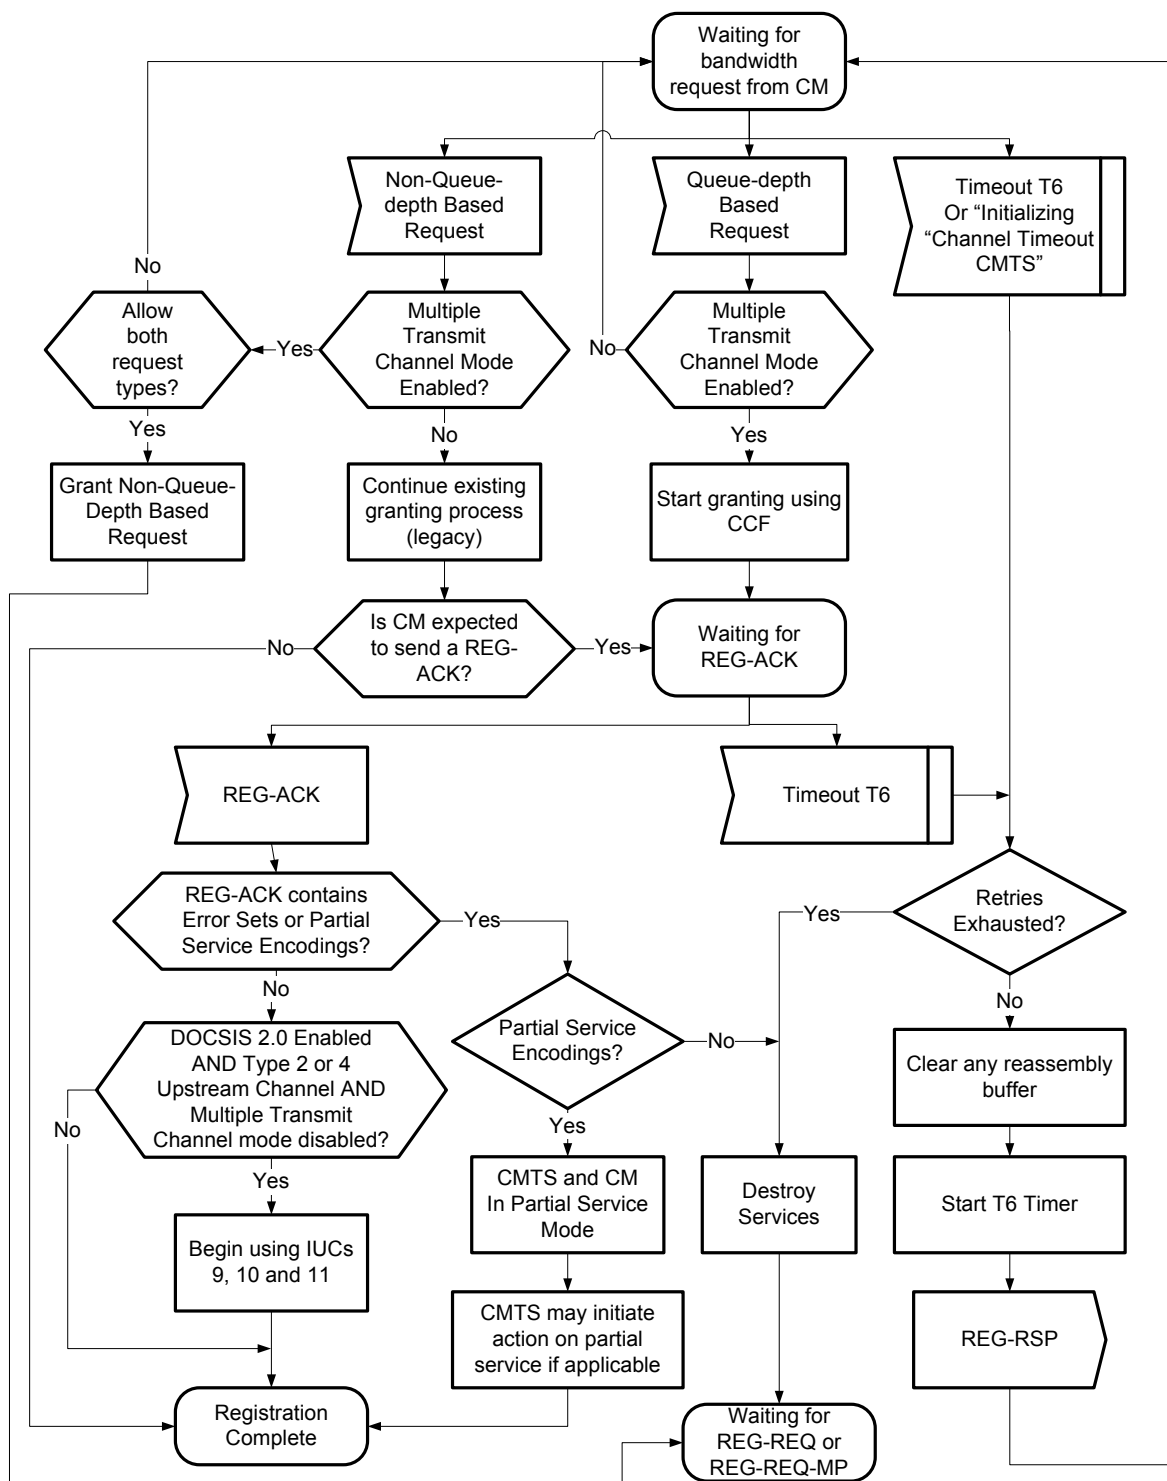 Waiting for
bandwidth
request from CM
Non-Queue-
depth Based
Request
Queue-depth
Based
Request
Timeout T6
Or “Initializing
“Channel Timeout
CMTS”
No
Allow
both
request
types?
Yes
Multiple
Transmit
Channel Mode
Enabled?
No
Multiple
Transmit
Channel Mode
Enabled?
Yes
No
Yes
Grant Non-Queue-
Depth Based
Request
Continue existing
granting process
(legacy)
Start granting using
CCF
No
Is CM expected
to send a REG-
ACK?
Yes
Waiting for
REG-ACK
REG-ACK
Timeout T6
REG-ACK contains
Error Sets or Partial
Service Encodings?
Yes
Yes
Retries
Exhausted?
No
No
DOCSIS 2.0 Enabled
AND Type 2 or 4
Upstream Channel AND
Multiple Transmit
Channel mode disabled?
Partial Service
Encodings?
No
Clear any reassembly
buffer
No
Yes
Yes
CMTS and CM
In Partial Service
Mode
Destroy
Services
Start T6 Timer
Begin using IUCs
9, 10 and 11
CMTS may initiate
action on partial
service if applicable
REG-RSP
Registration
Complete
Waiting for
REG-REQ or
REG-REQ-MP